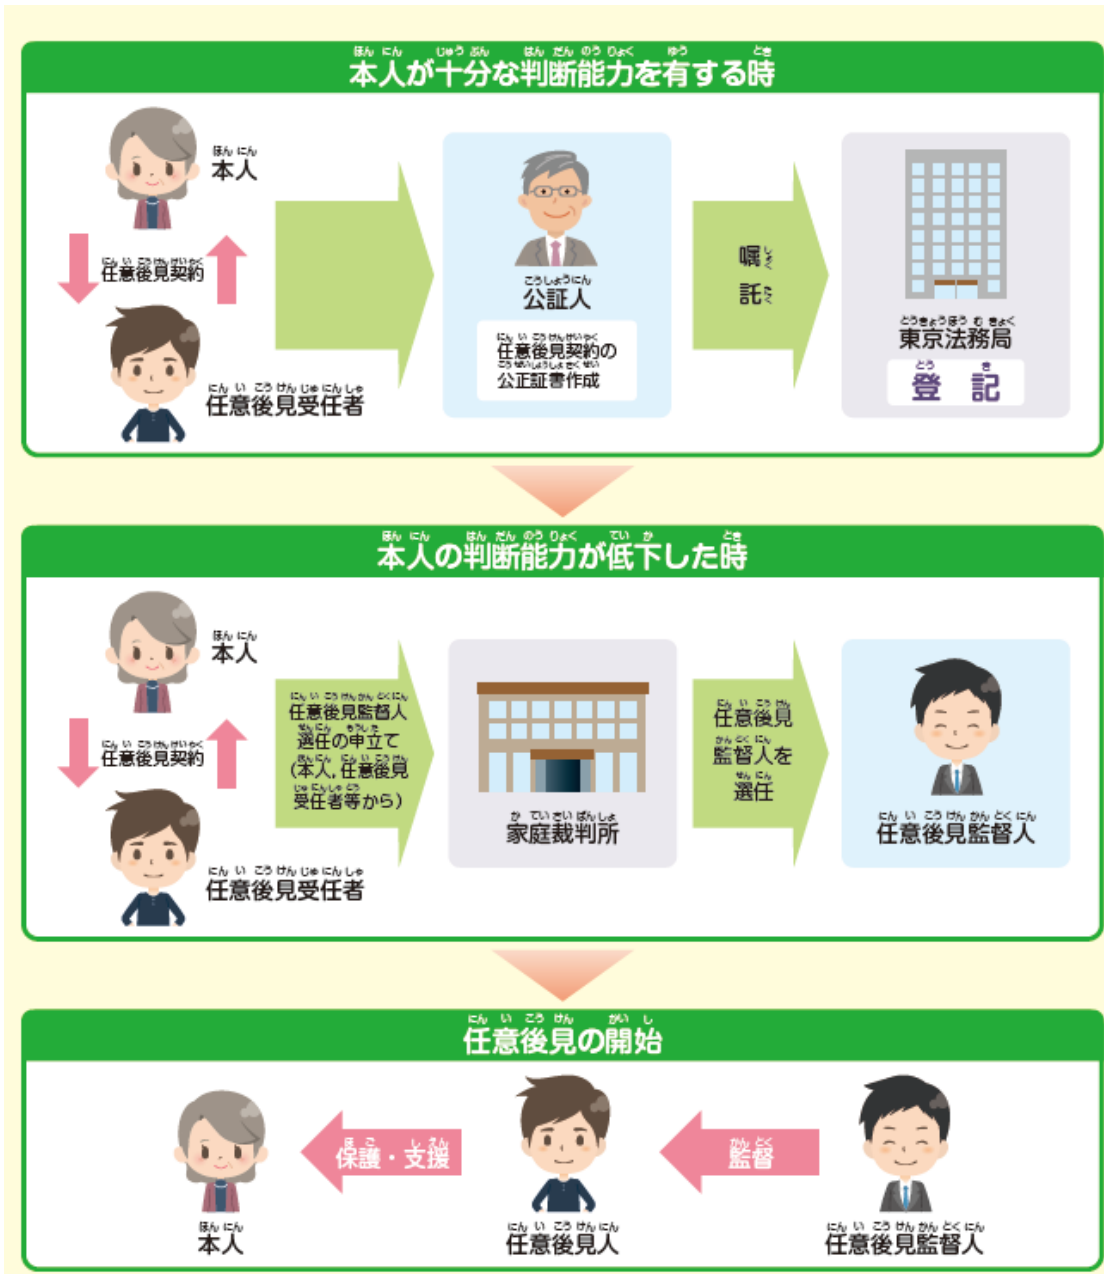 本人が十分な判断能力を有する時
本人
任意後見契約
任意後見受任者
公証人
任意後見契約の
公正証書作成
嘱託
東京法務局
登記
本人の判断能力が低下した時
本人
任意後見契約
任意後見受任者
任意後見監督人
選任の申立て
(本人,任意後見
受任者等から)
家庭裁判所
任意後見
監督人を
選任
任意後見監督人
任意後見の開始
保護・支援
監督
本人
任意後見人
任意後見監督人